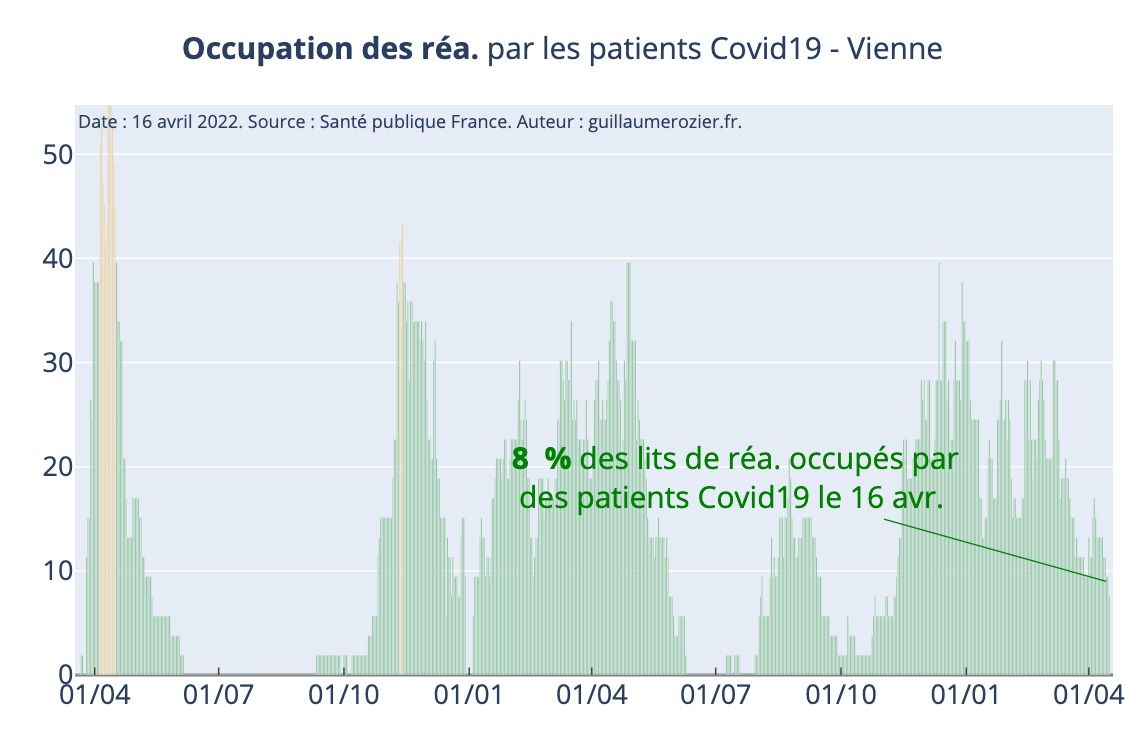 Occupation des réa. par les patients Covid19 - Vienne
Date : 16 avril 2022. Source : Santé publique France. Auteur : guillaumerozier.fr.
50
40
30
20
10
0
8 % des lits de réa. occupés par
des patients Covid19 le 16 avr.
01/04 01/07 01/10 01/01 01/04 01/07 01/10 01/01 01/04